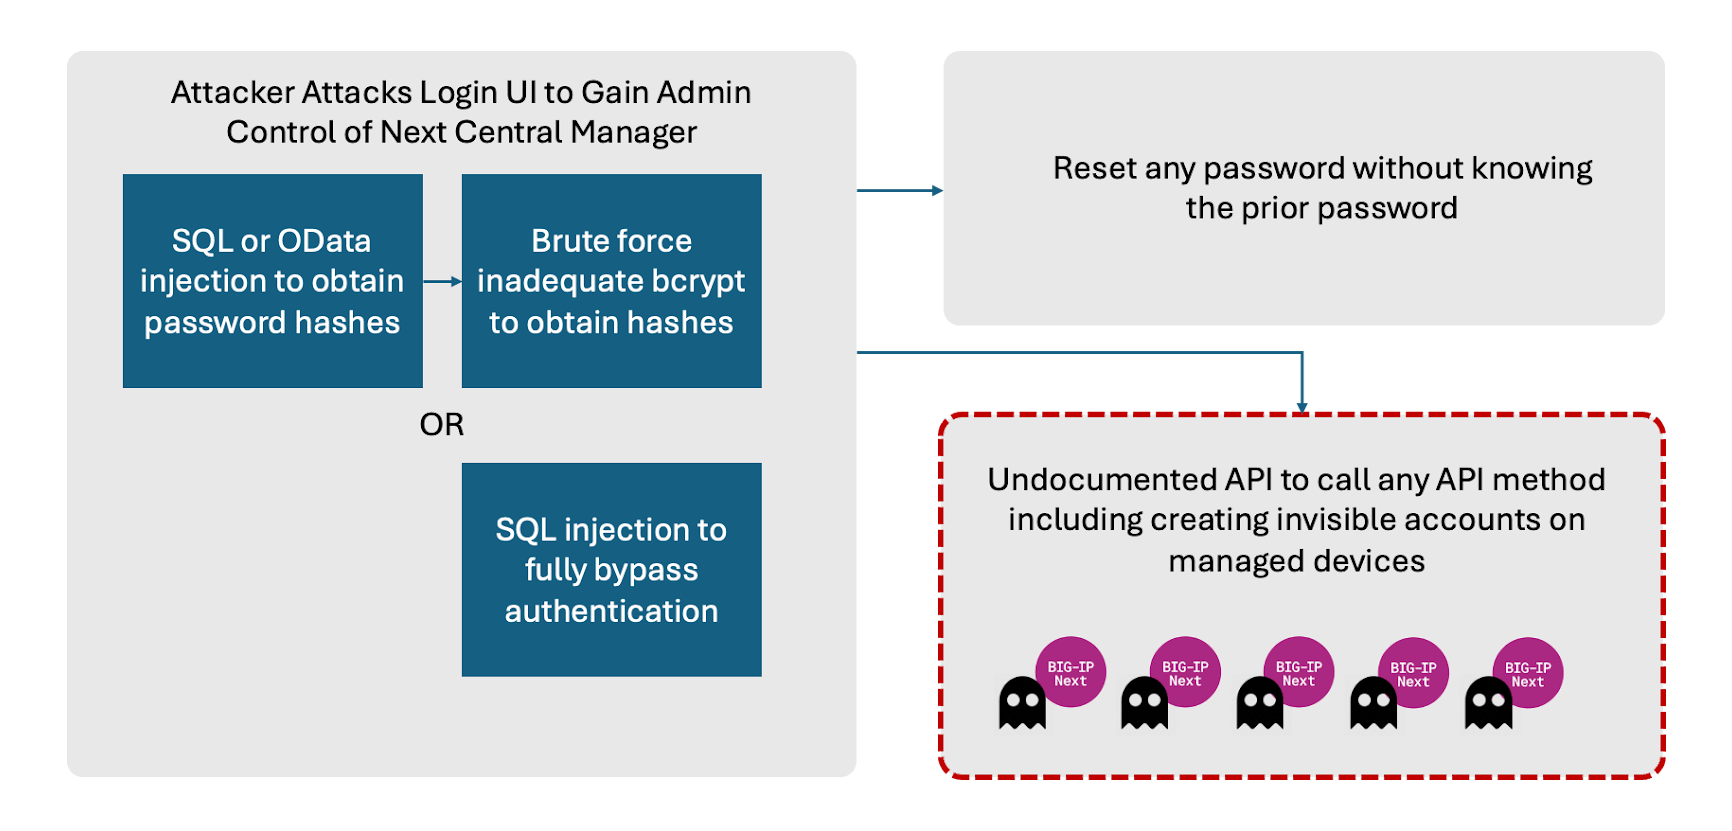 Attacker Attacks Login UI to Gain Admin
Control of Next Central Manager
SQL or OData
injection to obtain
password hashes
Brute force
inadequate bcrypt
to obtain hashes
OR
SQL injection to
fully bypass
authentication
Reset any password without knowing
the prior password
Undocumented API to call any API method
including creating invisible accounts on
managed devices
BIG-IP
Next
BIG-IP
Next
BIG-IP
Next
BIG-IP
Next
BIG-IP
Next